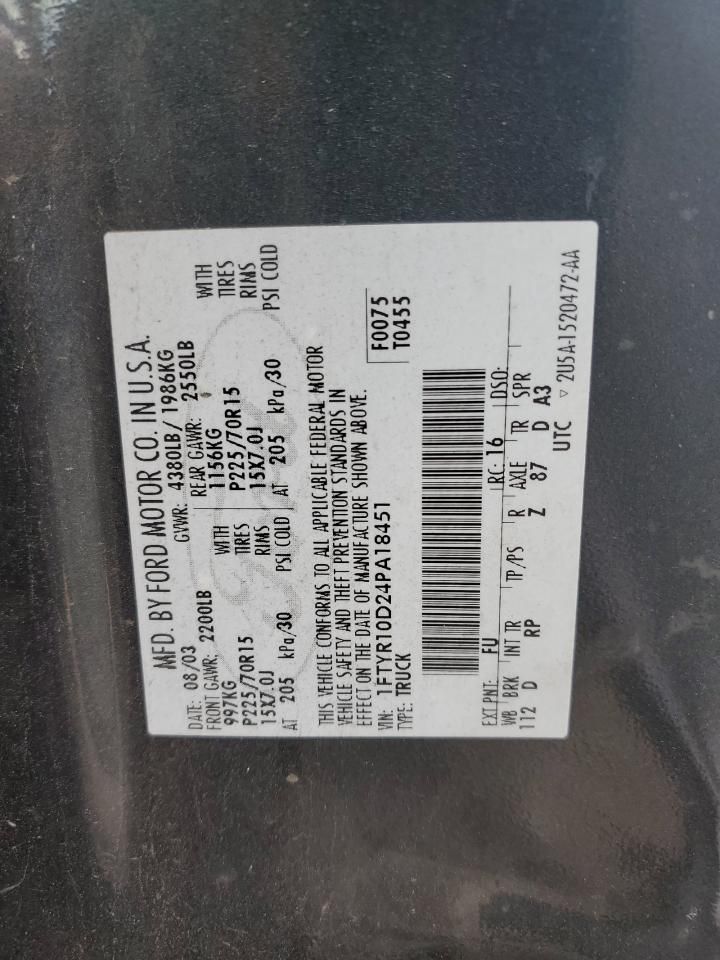 MFD. BY FORD MOTOR CO. IN U.S.A.
DATE: 08/03 GVWR: 4380LB/ 1986KG
FRONT GAWR: 2200LB REAR GAWR: 2550LB
997KG WITH 1156KG WITH
P225/70R15 TIRES P225/70R15 TIRES
15X7.0J RIMS 15X7.0J RIMS
AT 205 kPa/30 PSI COLD AT 205 kPa/30 PSI COLD
THIS VEHICLE CONFORMS TO ALL APPLICABLE FEDERAL MOTOR
VEHICLE SAFETY AND THEFT PREVENTION STANDARDS IN
EFFECT ON THE DATE OF MANUFACTURE SHOWN ABOVE.
VIN: 1FTYR10D24PA18451 F0075
TYPE: TRUCK T0455
EXT PNT: FU RC: 16 DSO:
WB BRK INT TR TP/PS R AXLE TR SPR
112 D RP Z 87 D A3
UTC ▽ 2U5A-1520472-AA